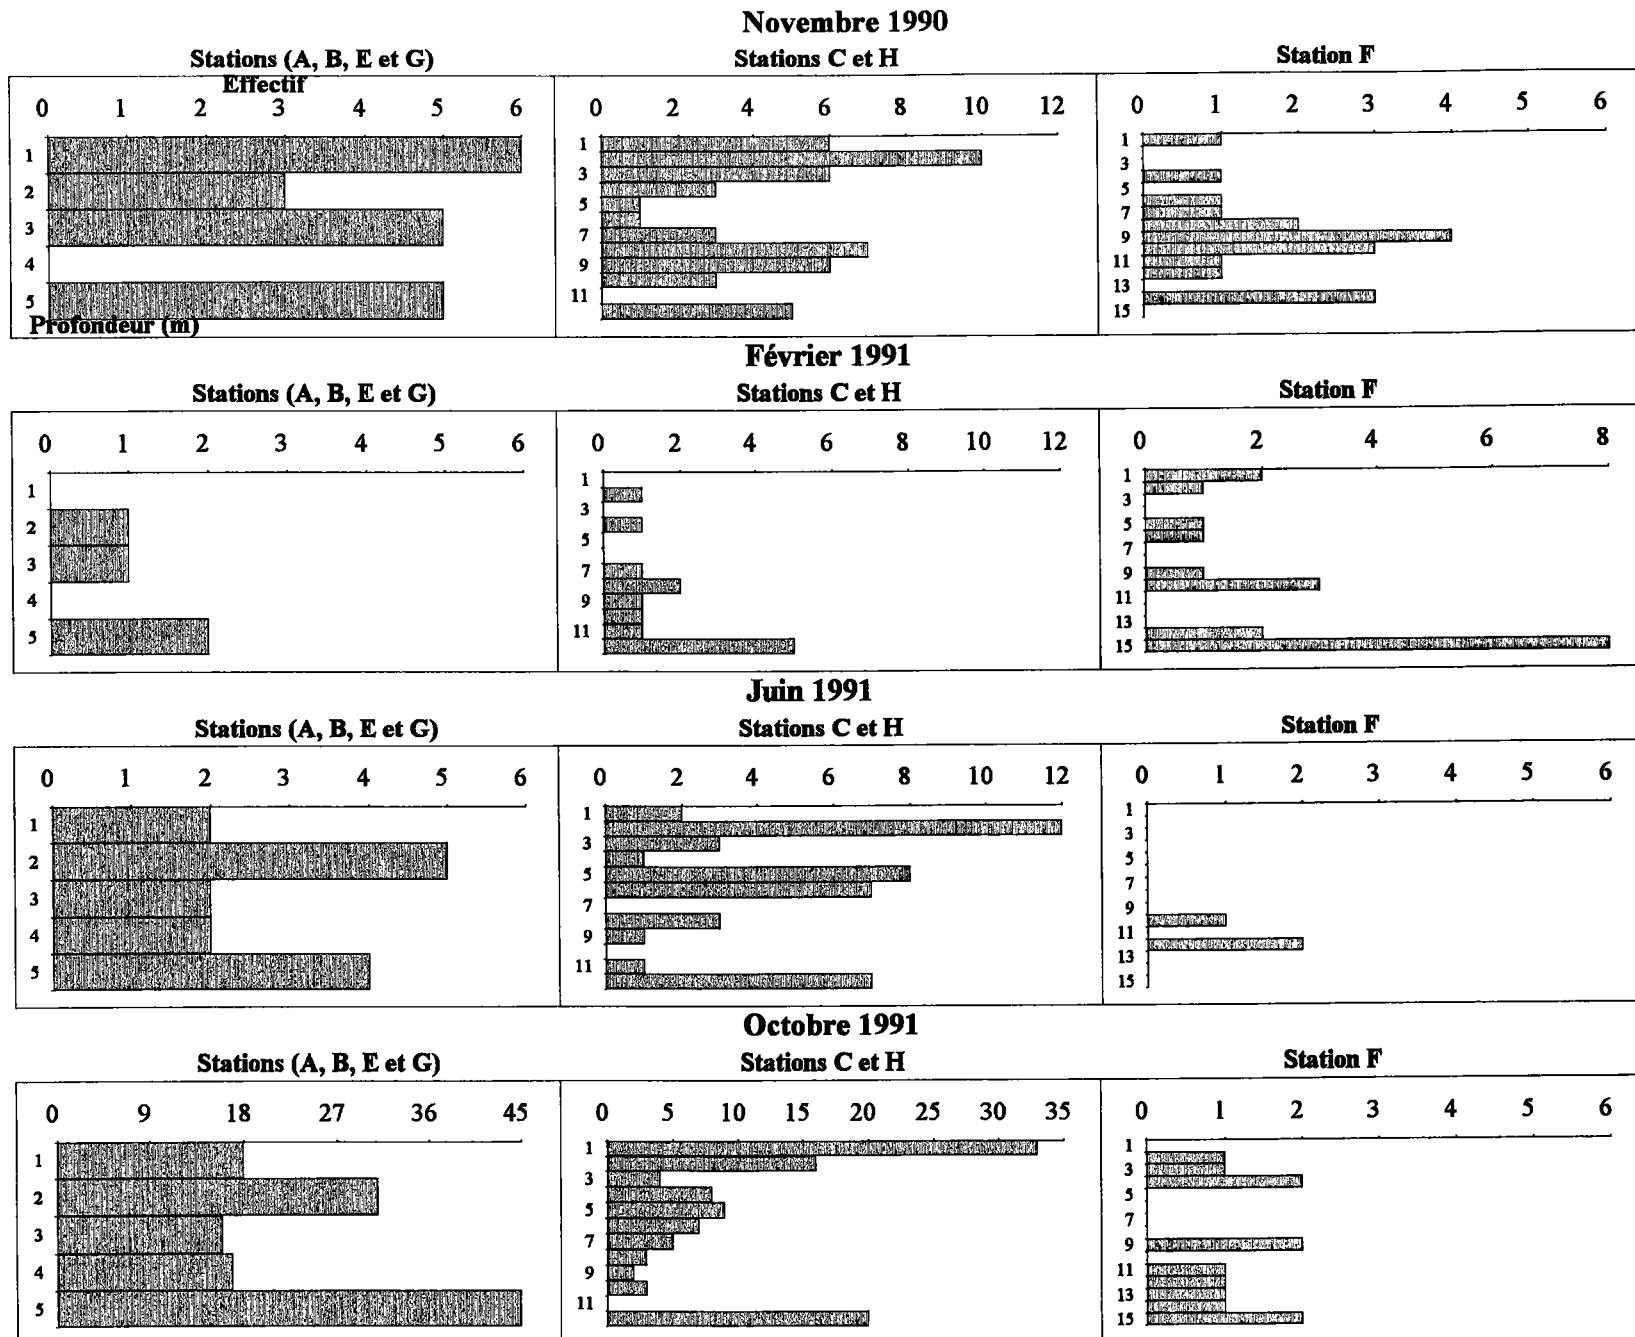 Novembre 1990
Stations (A, B, E et G) Stations C et H Station F
Effectif
0 1 2 3 4 5 6 0 2 4 6 8 10 12 0 1 2 3 4 5 6
1 1 1
2 3 3
3 5 5
4 7 7
5 9 9
11 11
13
15
Profondeur (m)
Février 1991
Stations (A, B, E et G) Stations C et H Station F
0 1 2 3 4 5 6 0 2 4 6 8 10 12 0 2 4 6 8
1 1 1
2 3 3
3 5 5
4 7 7
5 9 9
11 11
13
15
Juin 1991
Stations (A, B, E et G) Stations C et H Station F
0 1 2 3 4 5 6 0 2 4 6 8 10 12 0 1 2 3 4 5 6
1 1 1
2 3 3
3 5 5
4 7 7
5 9 9
11 11
13
15
Octobre 1991
Stations (A, B, E et G) Stations C et H Station F
0 9 18 27 36 45 0 5 10 15 20 25 30 35 0 1 2 3 4 5 6
1 1 1
2 3 3
3 5 5
4 7 7
5 9 9
11 11
13
15